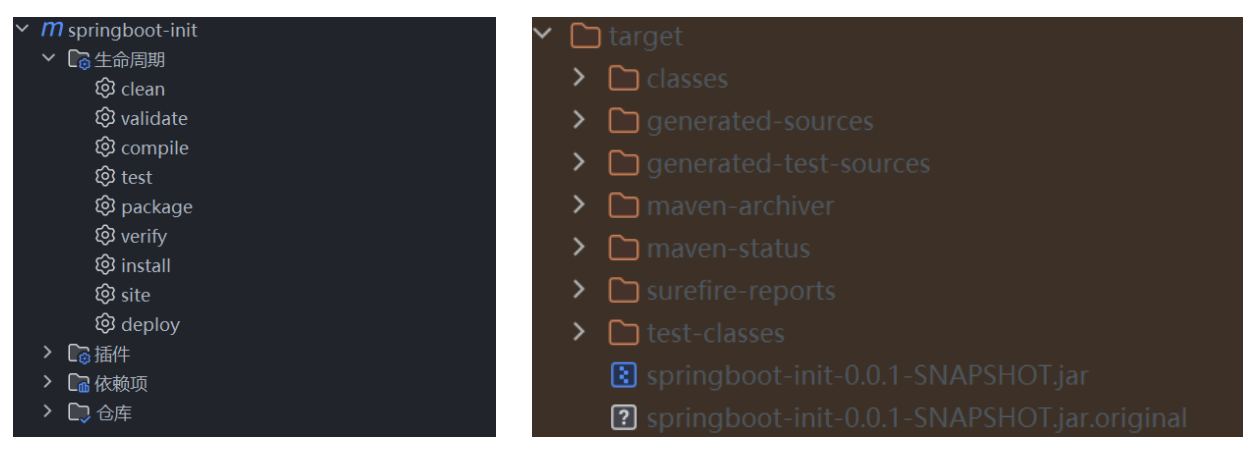 m springboot-init
生命周期
clean
validate
compile
test
package
verify
install
site
deploy
插件
依赖项
仓库
target
classes
generated-sources
generated-test-sources
maven-archiver
maven-status
surefire-reports
test-classes
springboot-init-0.0.1-SNAPSHOT.jar
springboot-init-0.0.1-SNAPSHOT.jar.original